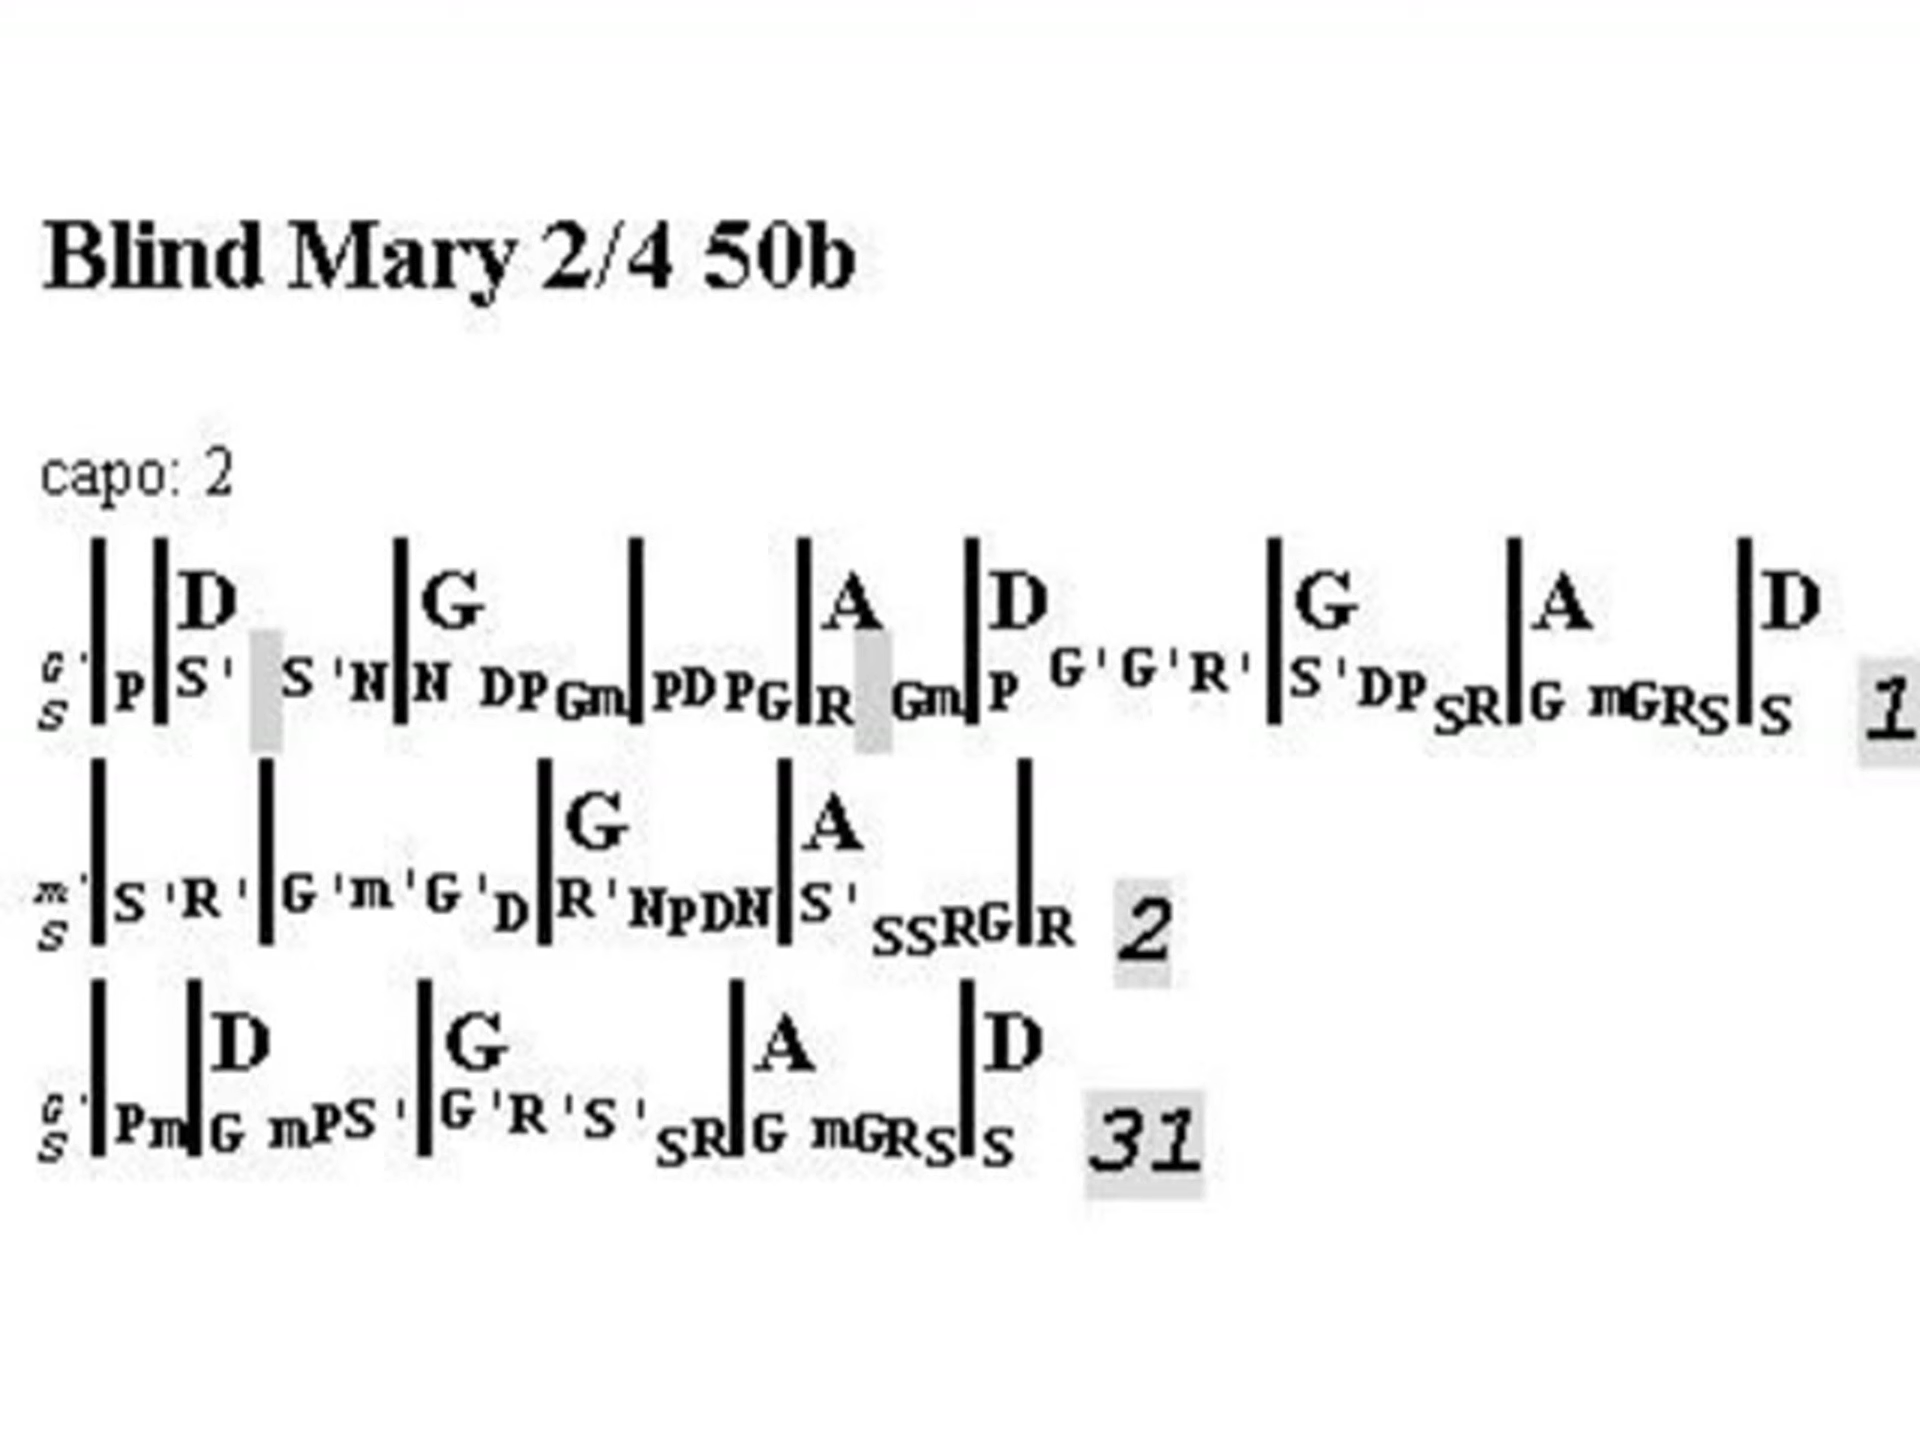 Blind Mary 2/4 50b
capo: 2
D G A D G A D
G' S | P | S' S'N | N DPGm | PDPG | R Gm | P G'G'R' | S'DPSR | G mGRS | S 1
G A
m' S | S'R' | G'm'G'D | R'NPDN | S' SSRG | R 2
D G A D
G' S | Pm | G mPS' | G'R'S'SR | G mGRS | S 31